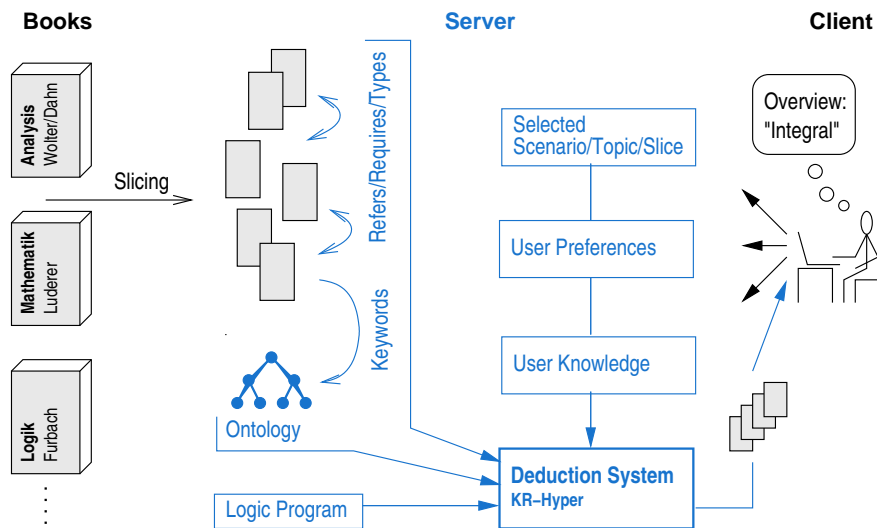 Books
Server
Client
Analysis
Wolter/Dahn
Mathematik
Luderer
Logik
Furbach
Slicing
Refers/Requires/Types
Keywords
Ontology
Logic Program
Selected
Scenario/Topic/Slice
User Preferences
User Knowledge
Deduction System
KR–Hyper
Overview:
"Integral"